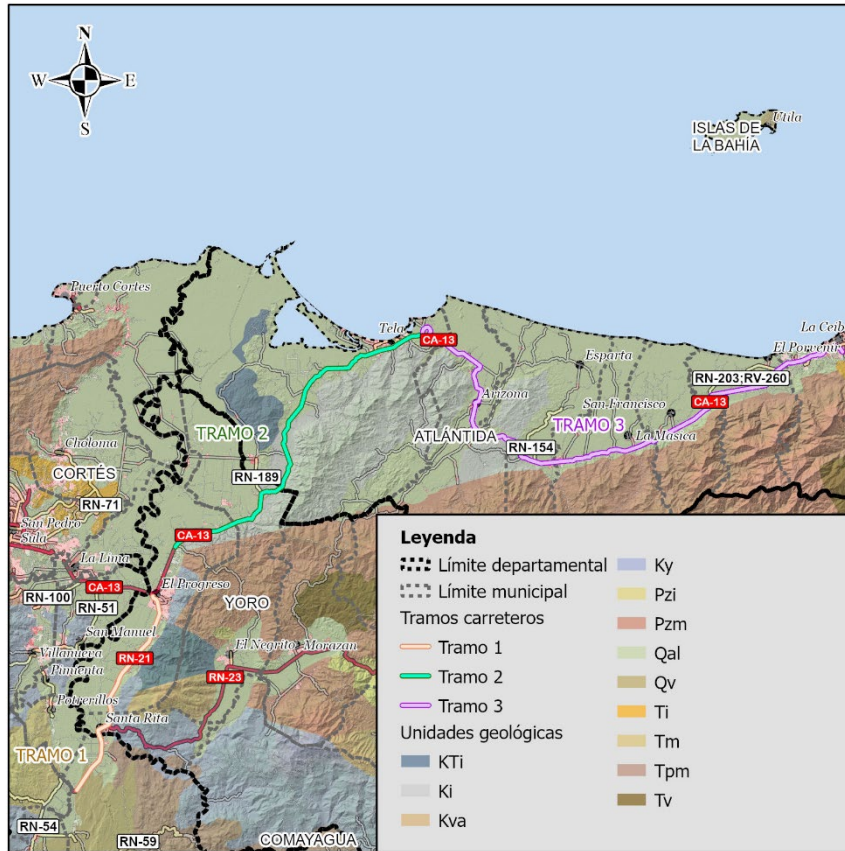 N
W E
S
Utila
ISLAS DE
LA BAHÍA
Puerto Cortes
Tela
CA-13
La Ceib
El Porvenir
Esparta
RN-203;RV-260
CA-13
Arizona
San Francisco
TRAMO 2
ATLÁNTIDA
TRAMO 3
La Masica
RN-154
Choloma
CORTÉS
RN-189
RN-71
San Pedro
Sula
CA-13
La Lima
CA-13
El Progreso
RN-100
RN-51
YORO
San Manuel
El Negrito
Morazan
Villanueva
RN-21
Pimienta
RN-23
Potrerillos
Santa Rita
TRAMO 1
RN-54
RN-59
COMAYAGUA
Leyenda
Límite departamental
Límite municipal
Tramos carreteros
Tramo 1
Tramo 2
Tramo 3
Unidades geológicas
KTi
Ki
Kva
Ky
Pzi
Pzm
Qal
Qv
Ti
Tm
Tpm
Tv